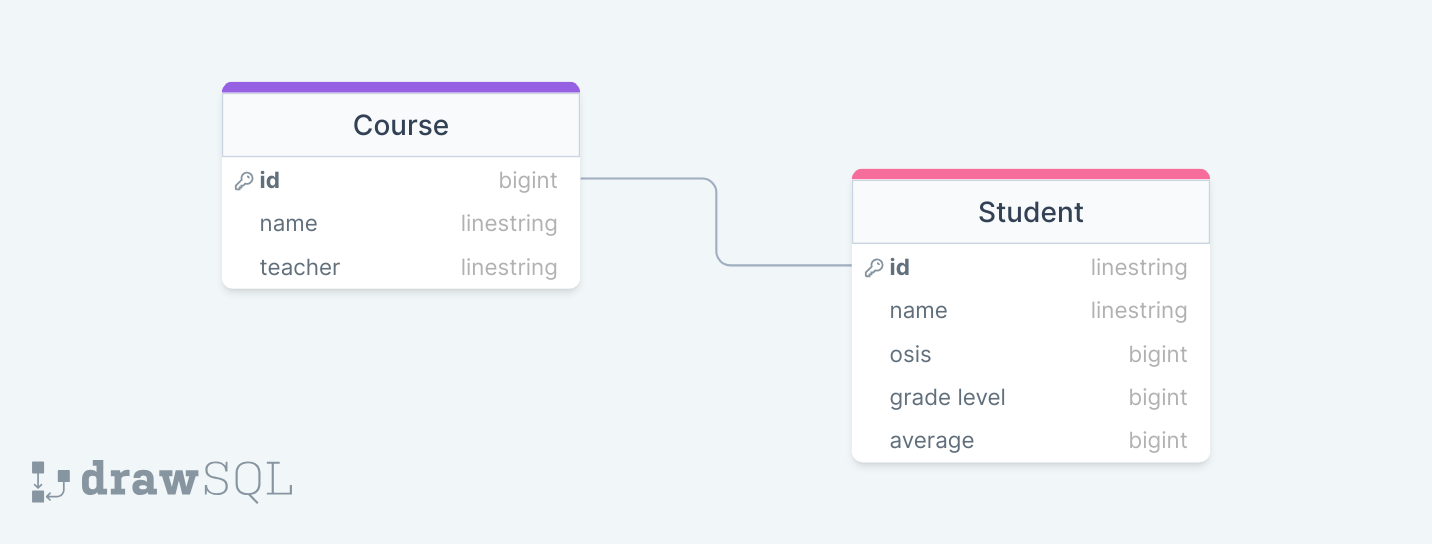 Course
id bigint
name linestring
teacher linestring
Student
id linestring
name linestring
osis bigint
grade level bigint
average bigint
drawSQL